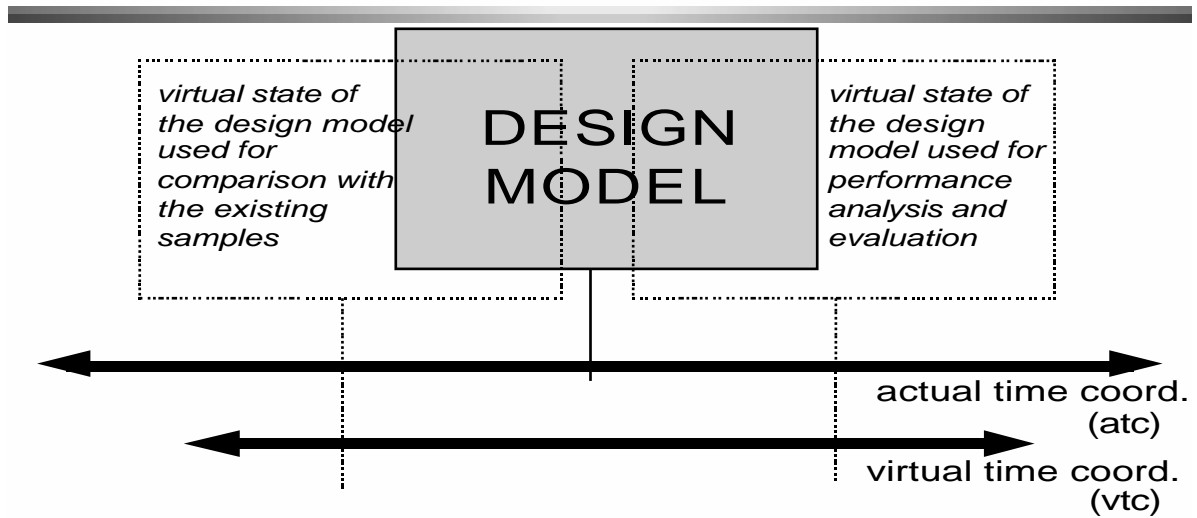 virtual state of
the design model
used for
comparison with
the existing
samples
DESIGN
MODEL
virtual state of
the design
model used for
performance
analysis and
evaluation
actual time coord.
(atc)
virtual time coord.
(vtc)